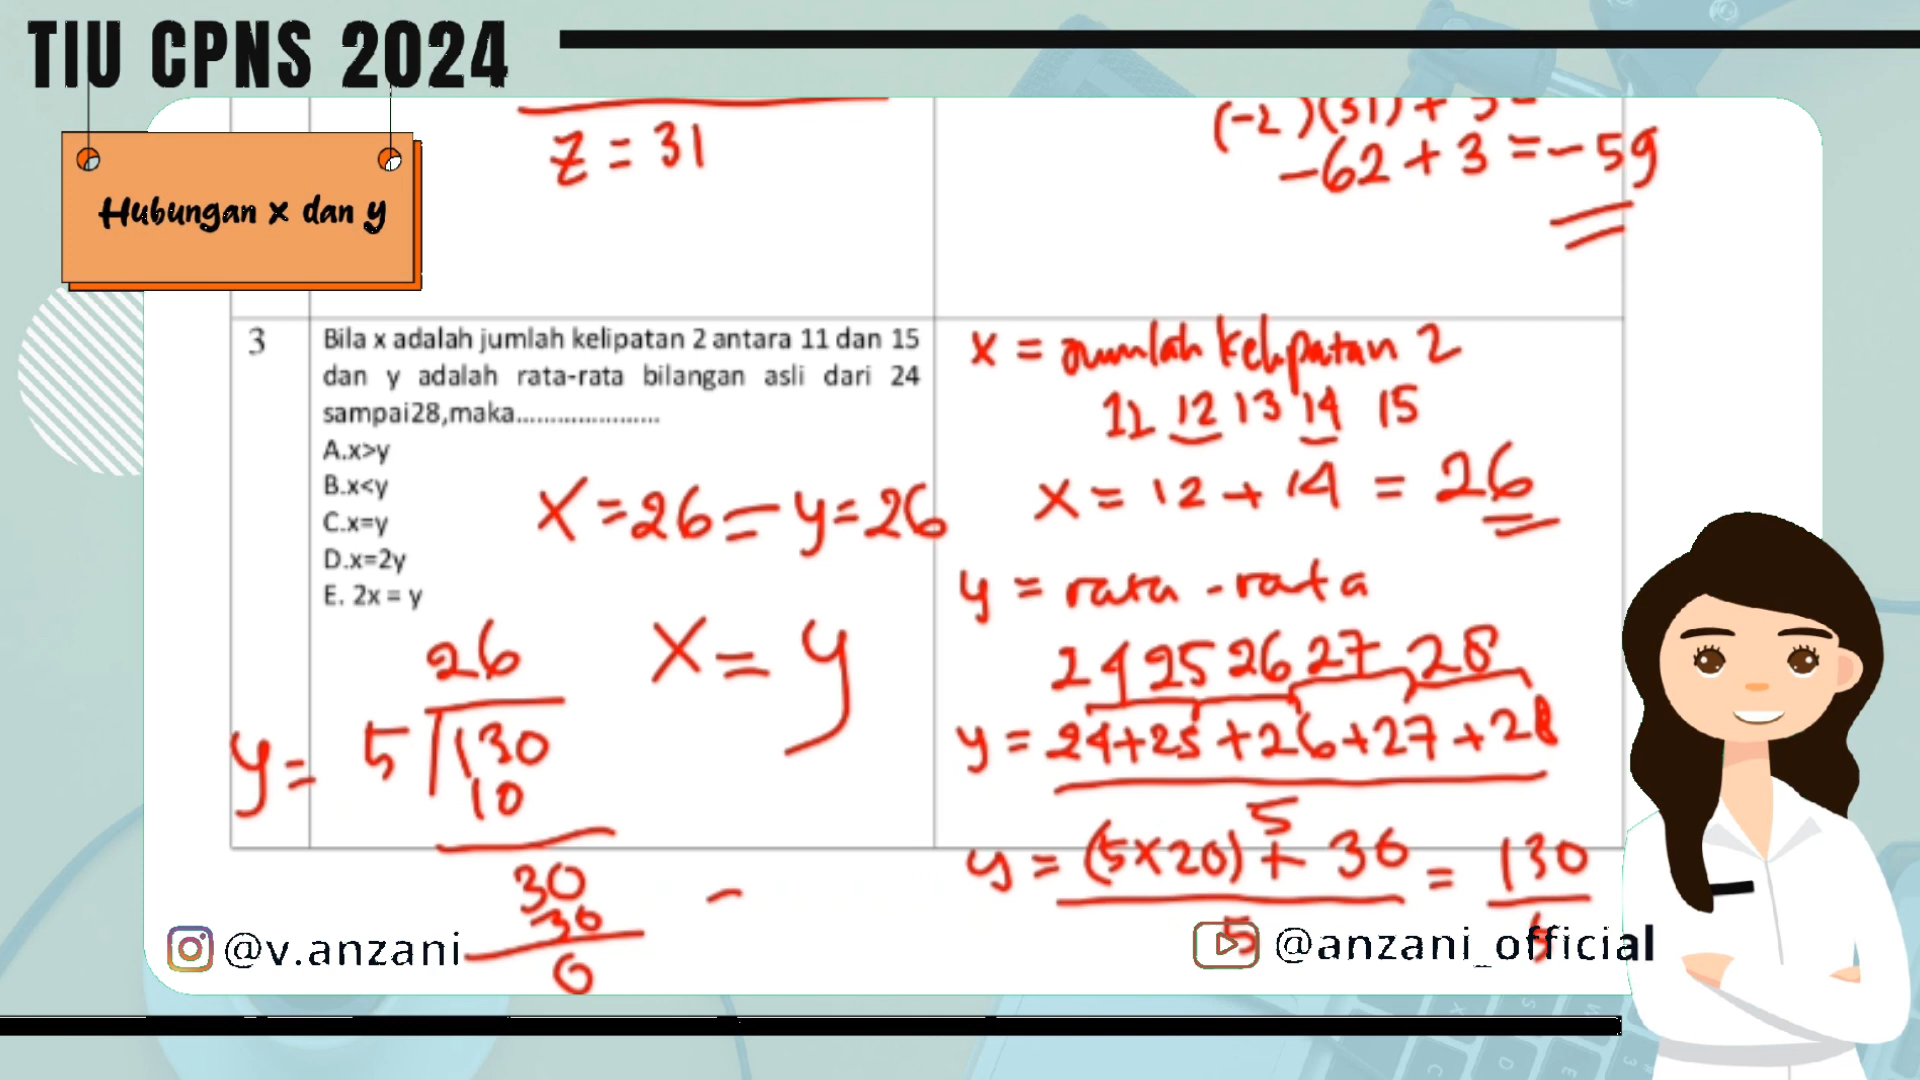 TIU CPNS 2024
Hubungan x dan y
z = 31
(-2)(31) + 3 =
-62 + 3 = -59
3
Bila x adalah jumlah kelipatan 2 antara 11 dan 15
dan y adalah rata-rata bilangan asli dari 24
sampai28,maka.....................
A.x>y
B.x<y
C.x=y
D.x=2y
E. 2x = y
x = 26 = y = 26
x = y
26
y = 5 130
10
30
30
0
x = Jumlah kelipatan 2
11 12 13 14 15
x = 12 + 14 = 26
y = rata - rata
24 25 26 27 28
y = 24+25+26+27+28
5
y = (5x20) + 30 = 130
5 5
@v.anzani
@anzani_official